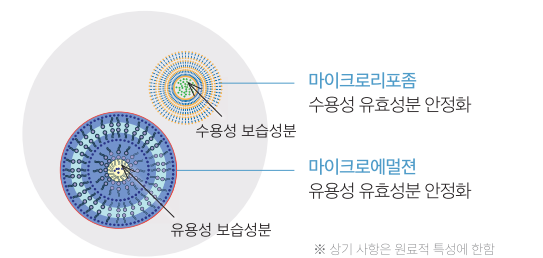 마이크로리포좀
수용성 유효성분 안정화
수용성 보습성분
마이크로에멀젼
유용성 유효성분 안정화
유용성 보습성분
※ 상기 사항은 원료적 특성에 한함